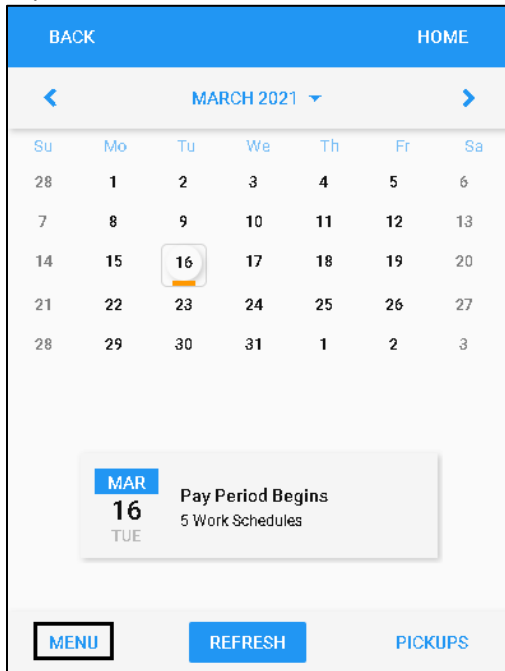 BACK HOME
MARCH 2021
Su Mo Tu We Th Fr Sa
28 1 2 3 4 5 6
7 8 9 10 11 12 13
14 15 16 17 18 19 20
21 22 23 24 25 26 27
28 29 30 31 1 2 3
MAR
16
TUE
Pay Period Begins
5 Work Schedules
MENU REFRESH PICKUPS